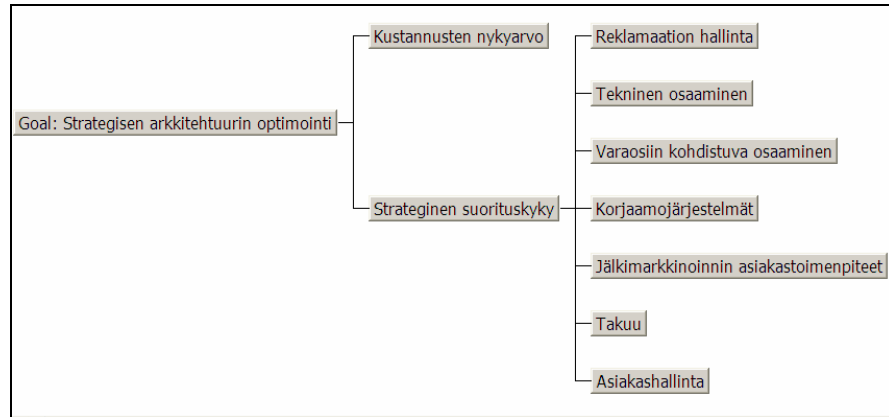 Goal: Strategisen arkkitehtuurin optimointi
Kustannusten nykyarvo
Strateginen suorituskyky
Reklamaation hallinta
Tekninen osaaminen
Varaosiin kohdistuva osaaminen
Korjaamojärjestelmät
Jälkimarkkinoinnin asiakastoimenpiteet
Takuu
Asiakashallinta